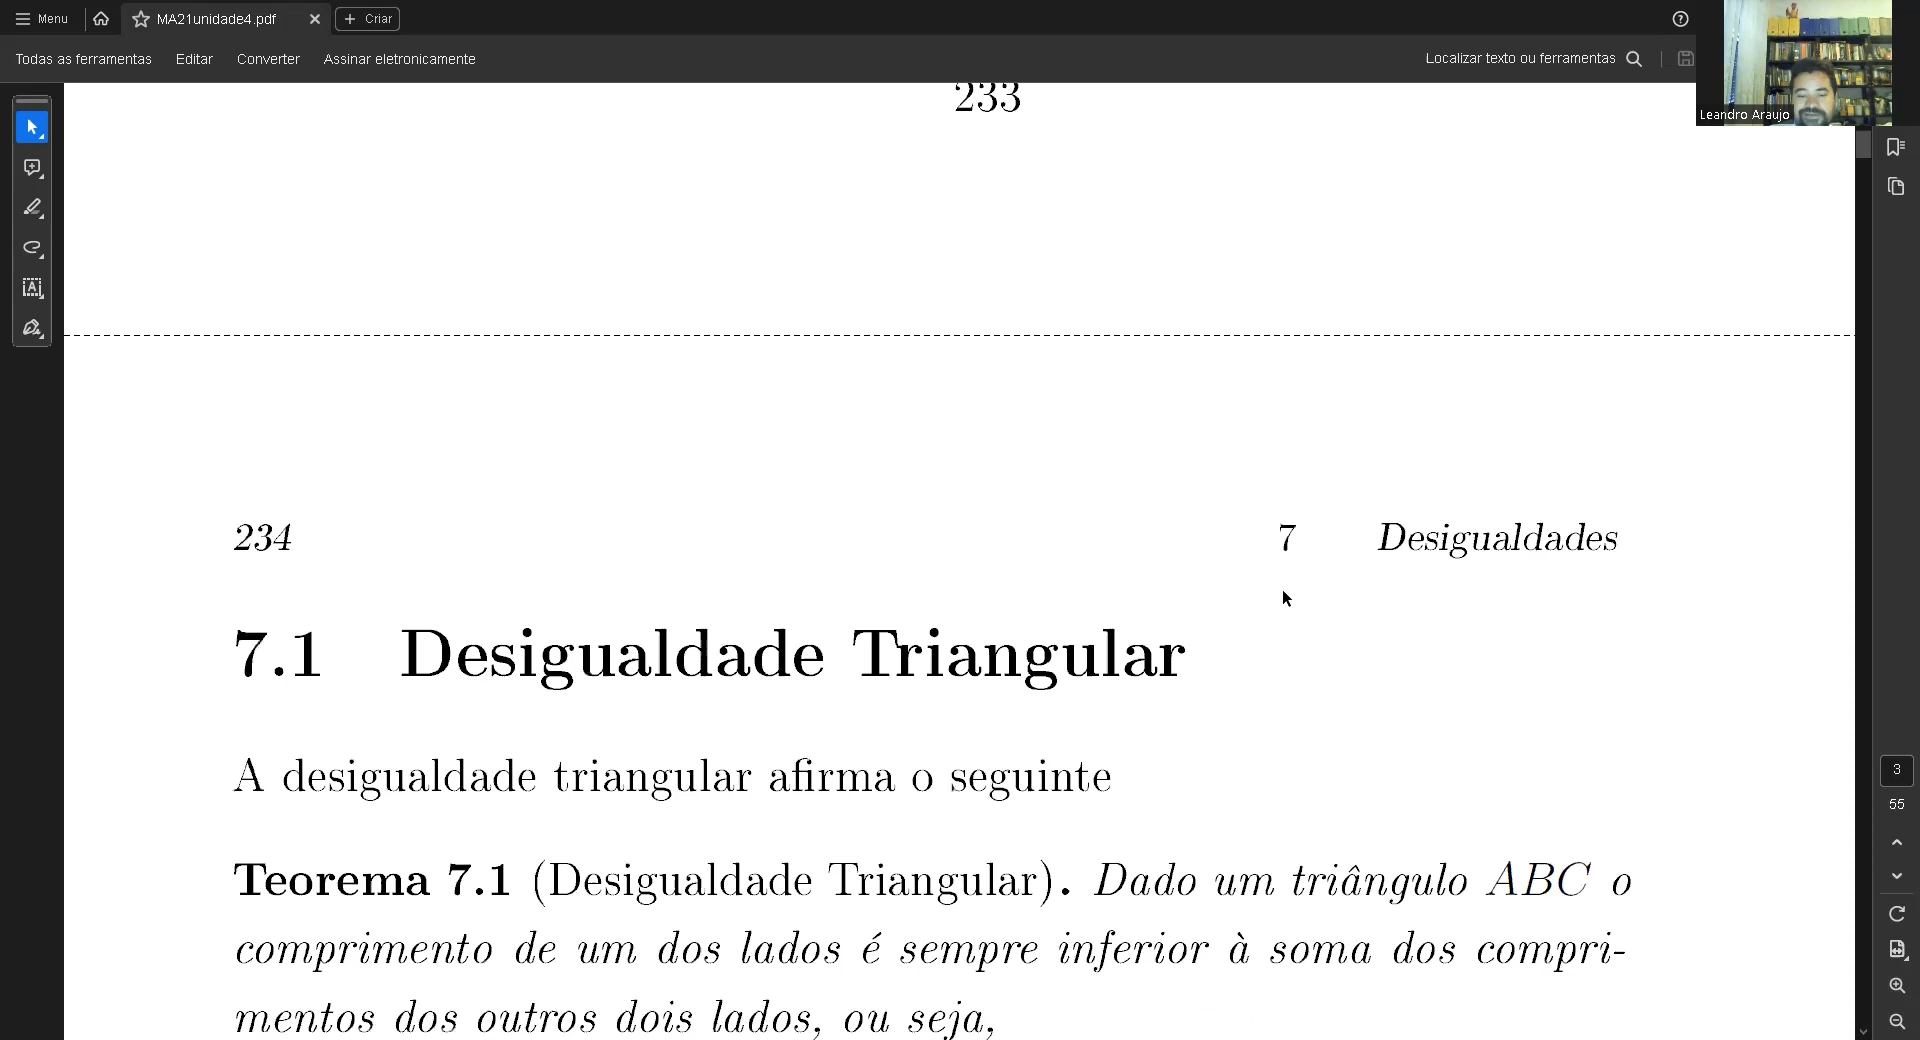 Menu
MA21unidade4.pdf
Criar
Todas as ferramentas
Editar
Converter
Assinar eletronicamente
Localizar texto ou ferramentas
Leandro Araujo
233
234
7 Desigualdades
7.1 Desigualdade Triangular
A desigualdade triangular afirma o seguinte
Teorema 7.1 (Desigualdade Triangular). Dado um triângulo ABC o
comprimento de um dos lados é sempre inferior à soma dos compri-
mentos dos outros dois lados, ou seja,
3
55